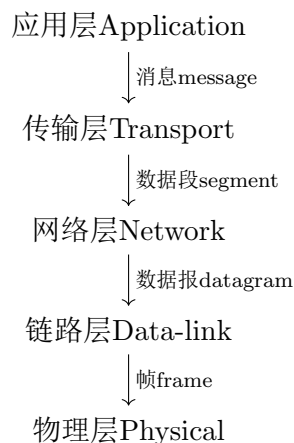 应用层Application
消息message
传输层Transport
数据段segment
网络层Network
数据报datagram
链路层Data-link
帧frame
物理层Physical